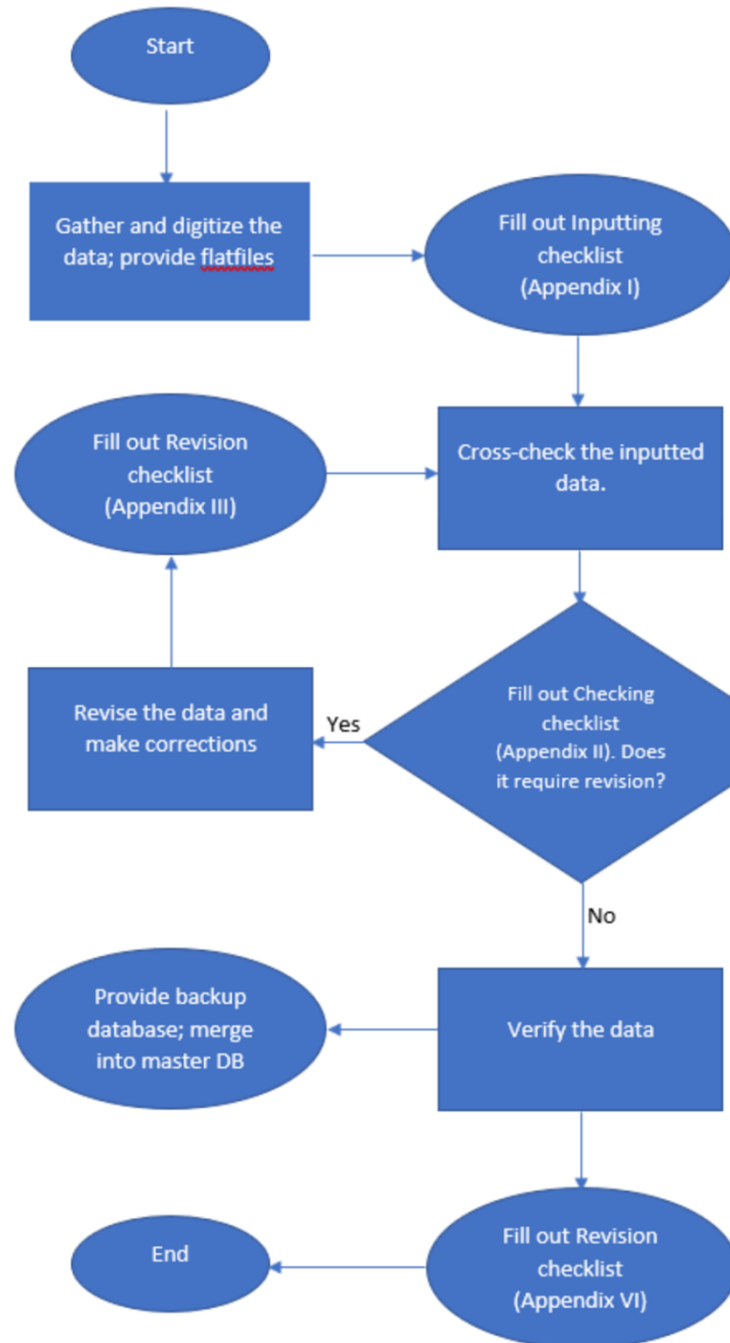 Start
Gather and digitize the
data; provide flatfiles
Fill out Inputting
checklist
(Appendix I)
Fill out Revision
checklist
(Appendix III)
Cross-check the inputted
data.
Revise the data and
make corrections
Yes
Fill out Checking
checklist
(Appendix II). Does
it require revision?
No
Provide backup
database; merge
into master DB
Verify the data
End
Fill out Revision
checklist
(Appendix VI)